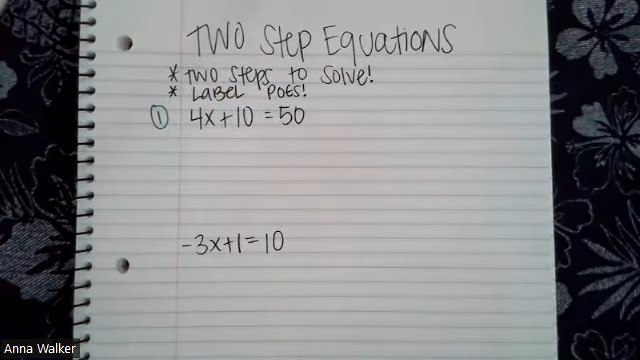 TWO Step Equations
* TWO Steps to Solve!
* LABEL POES!
① 4x+10 = 50
-3x+1=10
Anna Walker